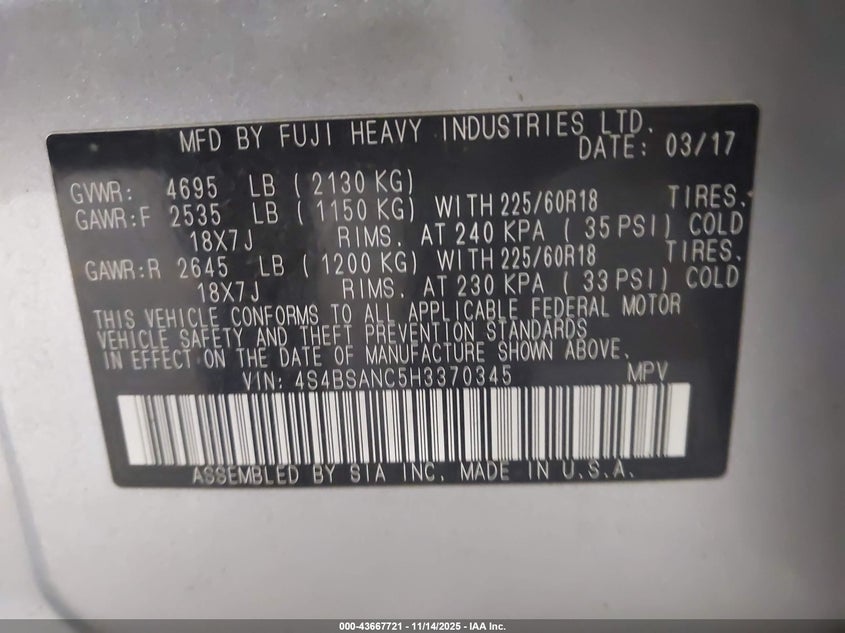 MFD BY FUJI HEAVY INDUSTRIES LTD.
DATE: 03/17
GVWR: 4695 LB ( 2130 KG)
GAWR:F 2535 LB ( 1150 KG) WITH 225/60R18 TIRES.
18X7J RIMS. AT 240 KPA ( 35 PSI) COLD
GAWR:R 2645 LB ( 1200 KG) WITH 225/60R18 TIRES.
18X7J RIMS. AT 230 KPA ( 33 PSI) COLD
THIS VEHICLE CONFORMS TO ALL APPLICABLE FEDERAL MOTOR
VEHICLE SAFETY AND THEFT PREVENTION STANDARDS
IN EFFECT ON THE DATE OF MANUFACTURE SHOWN ABOVE.
VIN: 4S4BSANC5H3370345 MPV
ASSEMBLED BY SIA INC. MADE IN U.S.A.
000-43667721 | 11/14/2025 - IAA Inc.